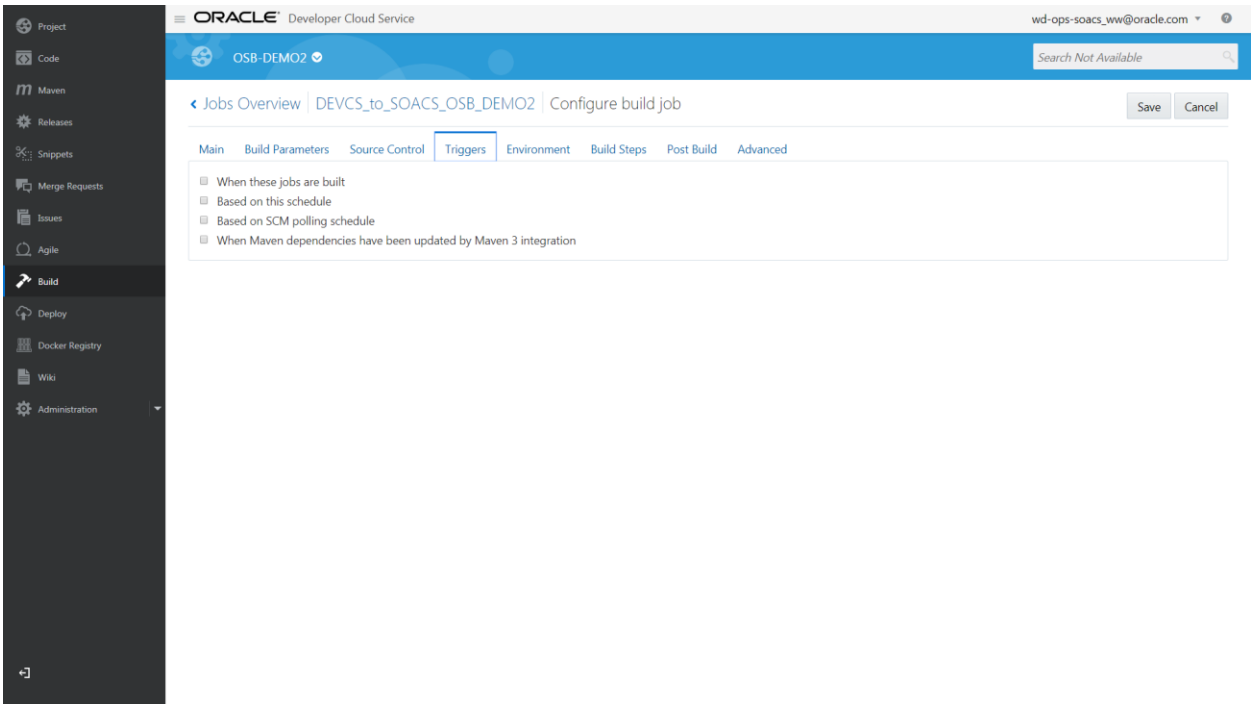 Project
Code
Maven
Releases
Snippets
Merge Requests
Issues
Agile
Build
Deploy
Docker Registry
Wiki
Administration
ORACLE® Developer Cloud Service
wd-ops-soacs_ww@oracle.com
OSB-DEMO2
Search Not Available
Jobs Overview DEVCS_to_SOACS_OSB_DEMO2 Configure build job
Save Cancel
Main Build Parameters Source Control Triggers Environment Build Steps Post Build Advanced
When these jobs are built
Based on this schedule
Based on SCM polling schedule
When Maven dependencies have been updated by Maven 3 integration